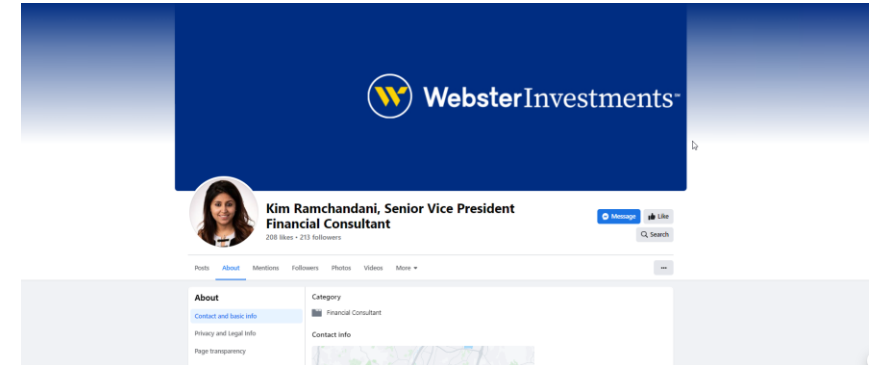 WebsterInvestments℠
Kim Ramchandani, Senior Vice President
Financial Consultant
208 likes • 213 followers
Message
Like
Search
Posts About Mentions Followers Photos Videos More
...
About
Contact and basic info
Privacy and Legal Info
Page transparency
Category
Financial Consultant
Contact info